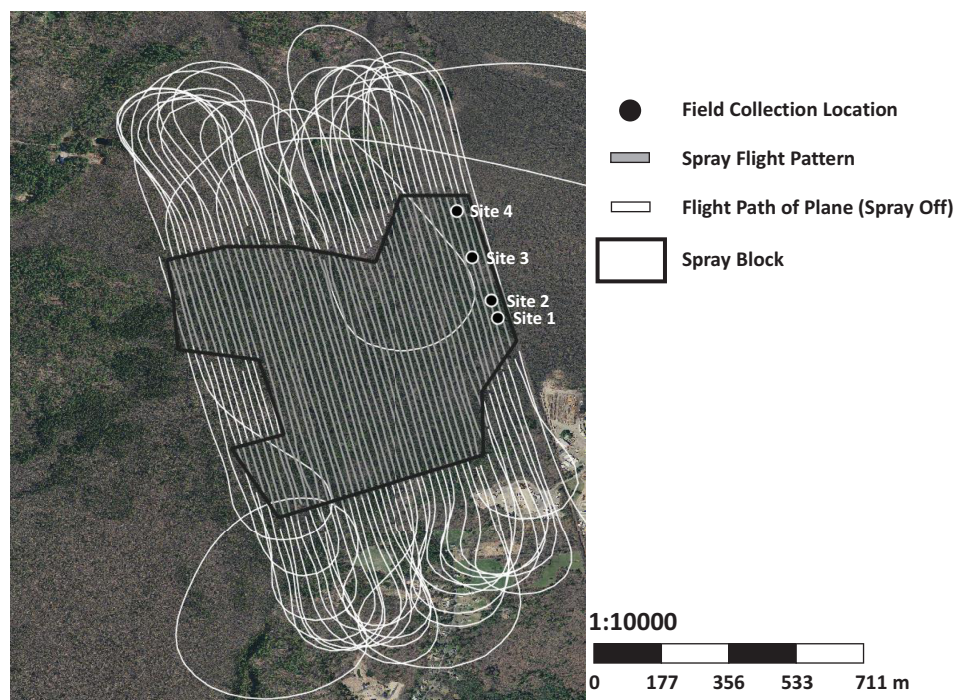 Field Collection Location
Spray Flight Pattern
Flight Path of Plane (Spray Off)
Spray Block
Site 4
Site 3
Site 2
Site 1
1:10000
0 177 356 533 711 m